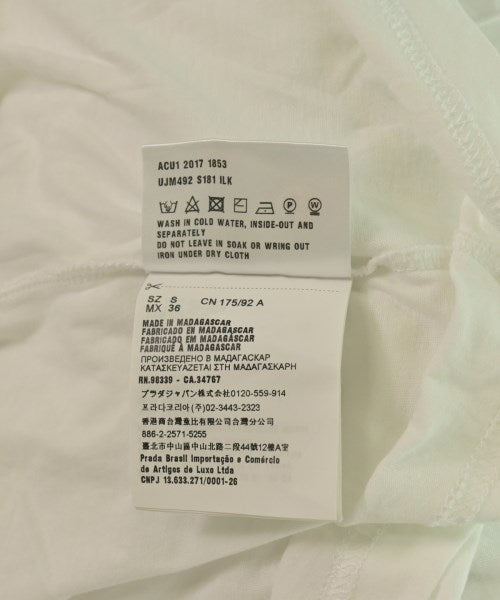 ACU1 2017 1853
UJM492 S181 ILK
WASH IN COLD WATER, INSIDE-OUT AND
SEPARATELY
DO NOT LEAVE IN SOAK OR WRING OUT
IRON UNDER DRY CLOTH
SZ S CN 175/92 A
MX 36
MADE IN MADAGASCAR
FABRICADO EN MADAGASCAR
FABRICADO EM MADAGASCAR
FABRIQUÉ À MADAGASCAR
ПРОИЗВЕДЕНО В МАДАГАСКАР
ΚΑΤΑΣΚΕΥΑΖΕΤΑΙ ΣΤΗ ΜΑΔΑΓΑΣΚΑΡΗ
RN.98339 - CA.34767
プラダジャパン株式会社0120-559-914
프라다코리아(주)02-3443-2323
香港商台灣普拉達有限公司台灣分公司
886-2-2571-5255
臺北市中山區中山北路二段44號12樓A室
Prada Brasil Importação e Comércio
de Artigos de Luxo Ltda
CNPJ 13.633.271/0001-26